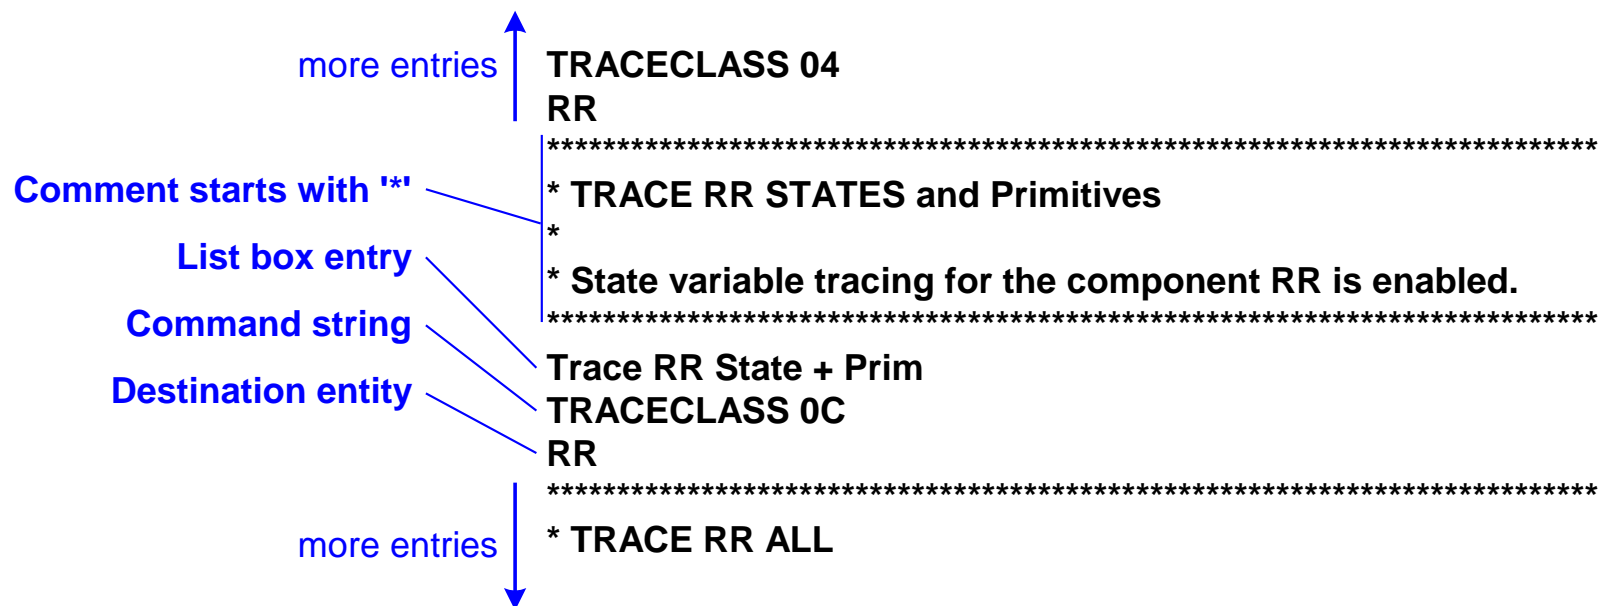 more entries
TRACECLASS 04
RR
***************************************************************************
Comment starts with '*'
* TRACE RR STATES and Primitives
*
List box entry
* State variable tracing for the component RR is enabled.
Command string
***************************************************************************
Trace RR State + Prim
Destination entity
TRACECLASS 0C
RR
***************************************************************************
more entries
* TRACE RR ALL